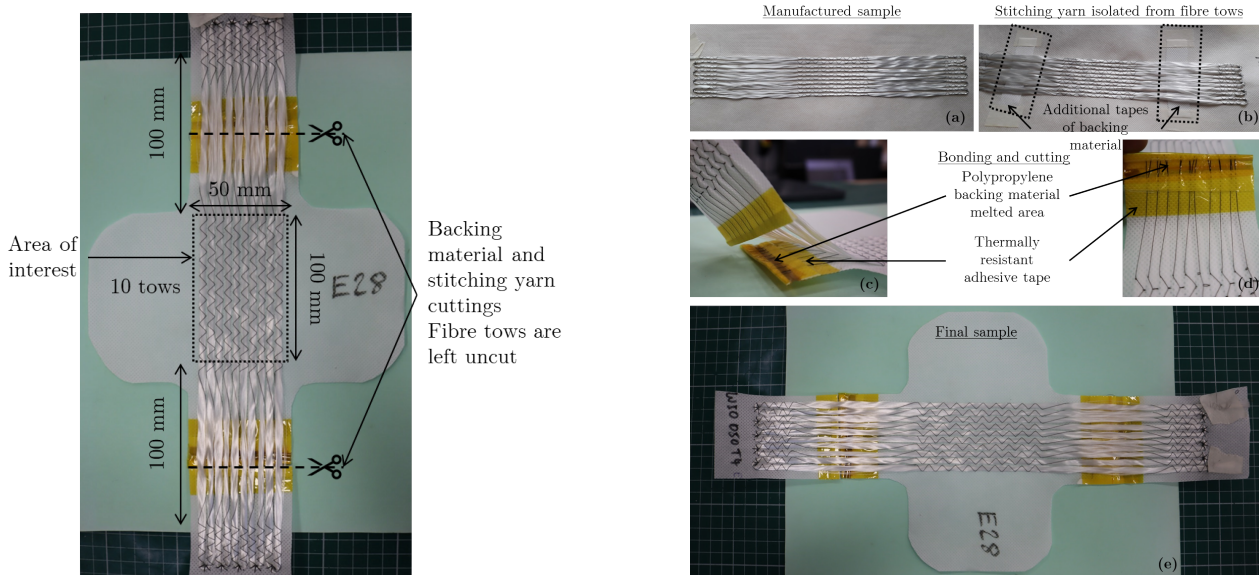 100 mm
50 mm
Area of
interest
10 tows
100 mm
E28
100 mm
Backing
material and
stitching yarn
cuttings
Fibre tows are
left uncut
Manufactured sample
Stitching yarn isolated from fibre tows
(a)
Additional tapes
of backing
material
(b)
Bonding and cutting
Polypropylene
backing material
melted area
Thermally
resistant
adhesive tape
(c)
(d)
Final sample
E28
(e)